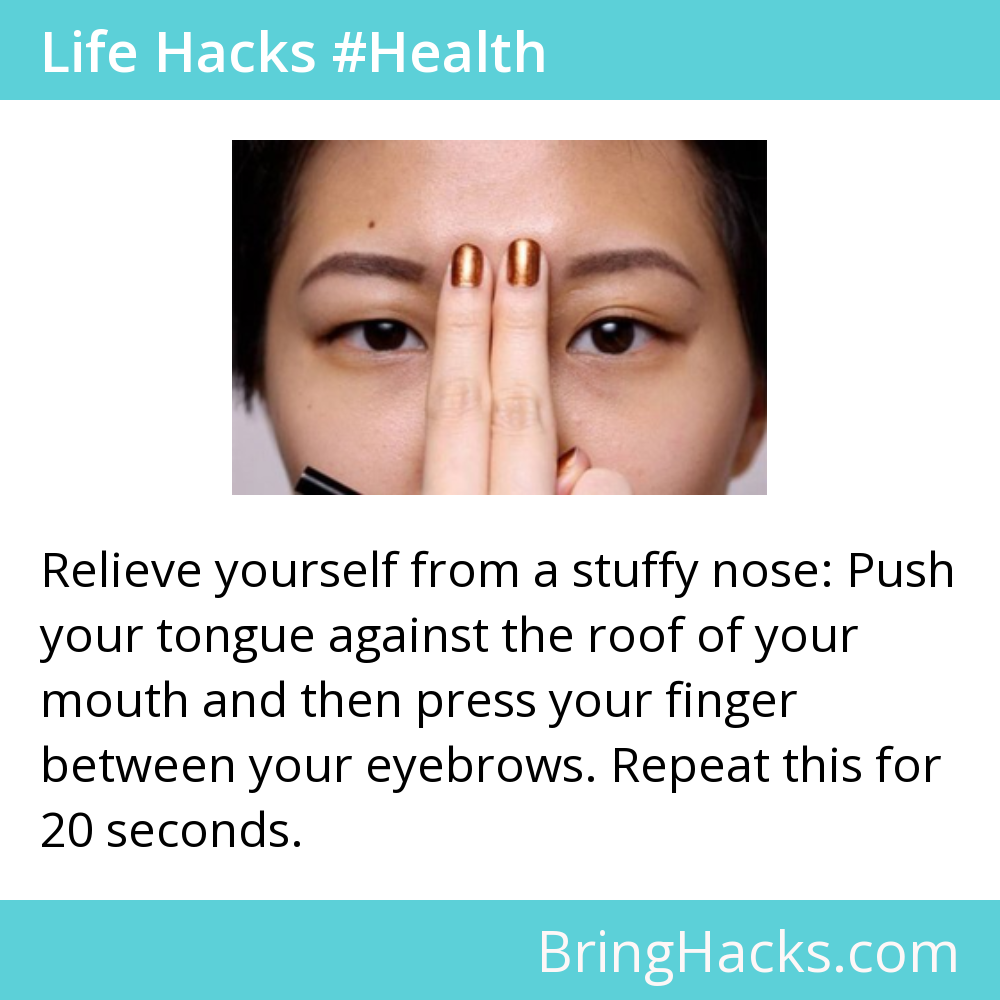 Life Hacks #Health
Relieve yourself from a stuffy nose: Push
your tongue against the roof of your
mouth and then press your finger
between your eyebrows. Repeat this for
20 seconds.
BringHacks.com